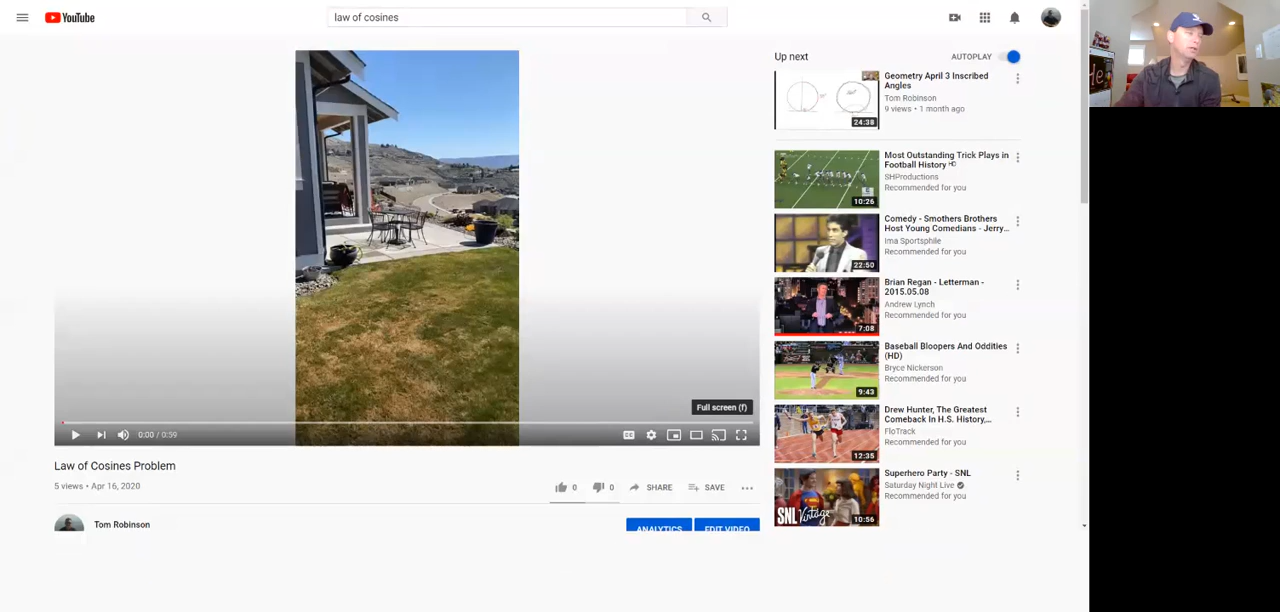 YouTube
law of cosines
Up next
AUTOPLAY
Geometry April 3 Inscribed
Angles
Tom Robinson
9 views • 1 month ago
24:38
Most Outstanding Trick Plays in
Football History HD
SHProductions
Recommended for you
10:26
Comedy - Smothers Brothers
Host Young Comedians - Jerry...
Ima Sportsphile
Recommended for you
22:50
Brian Regan - Letterman -
2015.05.08
Andrew Lynch
Recommended for you
7:08
Baseball Bloopers And Oddities
(HD)
Bryce Nickerson
Recommended for you
9:43
Drew Hunter, The Greatest
Comeback In H.S. History,...
FloTrack
Recommended for you
12:35
Superhero Party - SNL
Saturday Night Live
Recommended for you
SNL Vintage
10:56
Full screen (f)
0:00 / 0:59
CC
Law of Cosines Problem
5 views • Apr 16, 2020
0 0 SHARE SAVE
Tom Robinson
ANALYTICS EDIT VIDEO
He